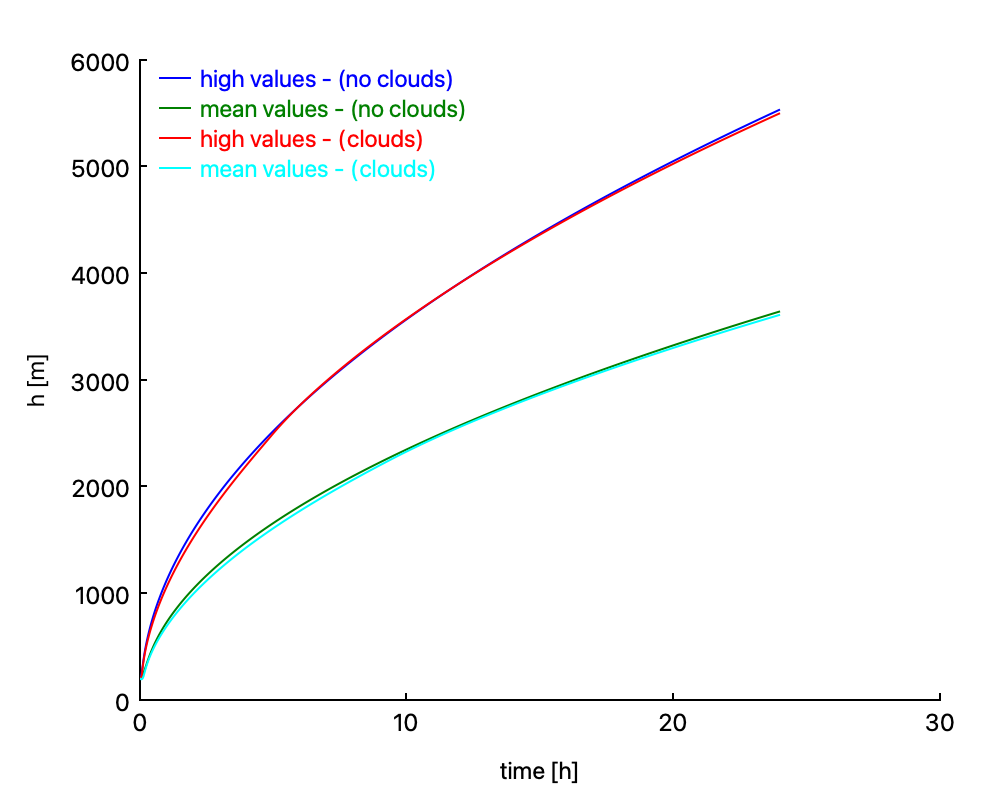 6000
high values - (no clouds)
mean values - (no clouds)
high values - (clouds)
mean values - (clouds)
5000
4000
3000
2000
1000
0
h [m]
0 10 20 30
time [h]